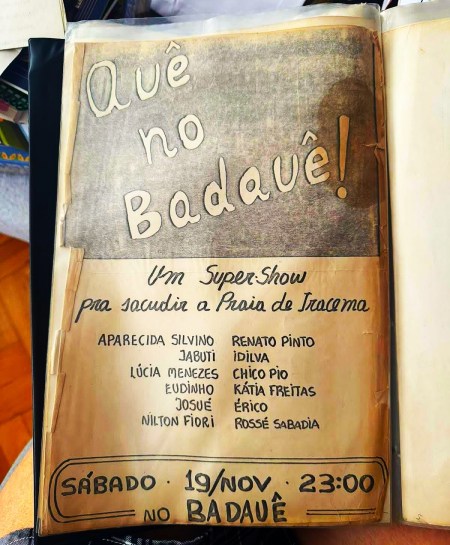 Auê
no
Badauê!
Um Super-Show
pra sacudir a Praia de Iracema
APARECIDA SILVINO RENATO PINTO
JABUTI IDILVA
LÚCIA MENEZES CHICO PIO
EUDINHO KÁTIA FREITAS
JOSUÉ ÉRICO
NILTON FIORI ROSSÉ SABADIA
SÁBADO · 19/NOV · 23:00
NO BADAUÊ